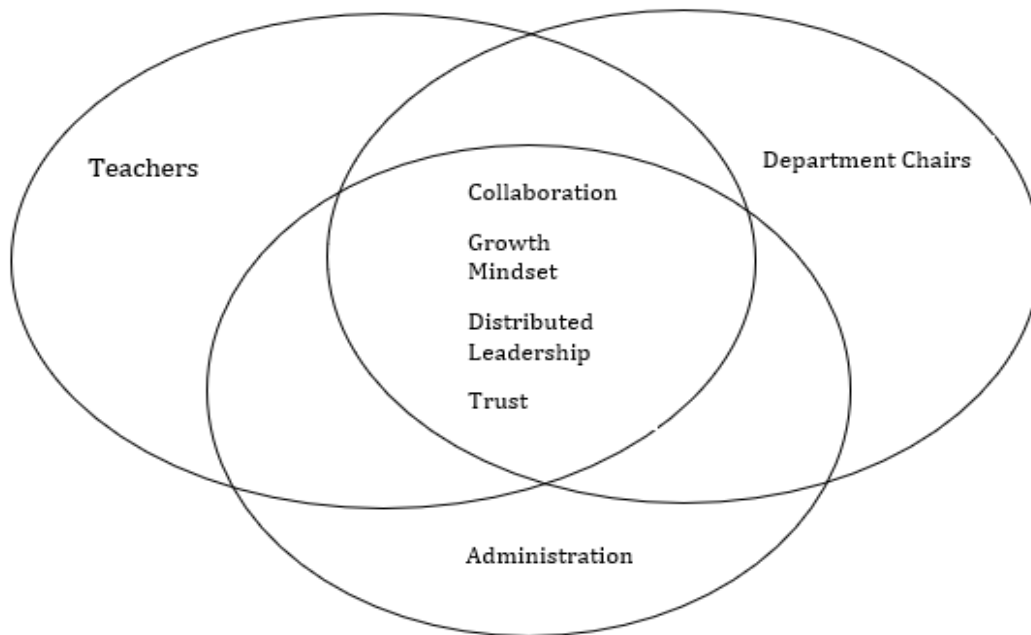 Teachers
Department Chairs
Collaboration
Growth
Mindset
Distributed
Leadership
Trust
Administration